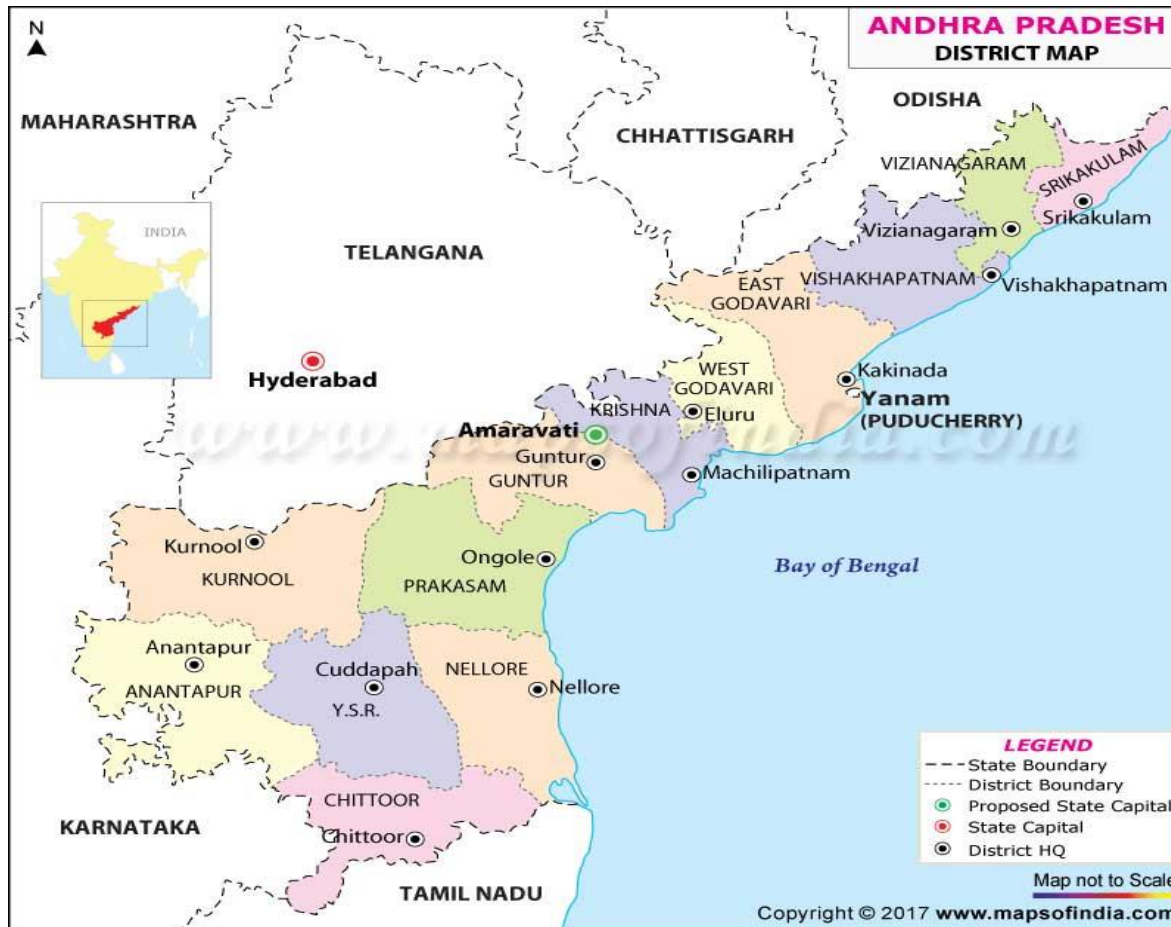 N
ANDHRA PRADESH
DISTRICT MAP
MAHARASHTRA
CHHATTISGARH
ODISHA
VIZIANAGARAM
SRIKAKULAM
Srikakulam
INDIA
TELANGANA
Vizianagaram
VISHAKHAPATNAM
Vishakhapatnam
EAST
GODAVARI
Hyderabad
WEST
GODAVARI
Kakinada
Yanam
(PUDUCHERRY)
KRISHNA
Eluru
Amaravati
www.mapsofindia.com
Guntur
GUNTUR
Machilipatnam
Kurnool
KURNOOL
Ongole
PRAKASAM
Bay of Bengal
Anantapur
ANANTAPUR
Cuddapah
Y.S.R.
NELLORE
Nellore
CHITTOOR
Chittoor
KARNATAKA
TAMIL NADU
LEGEND
State Boundary
District Boundary
Proposed State Capital
State Capital
District HQ
Map not to Scale
Copyright © 2017 www.mapsofindia.com